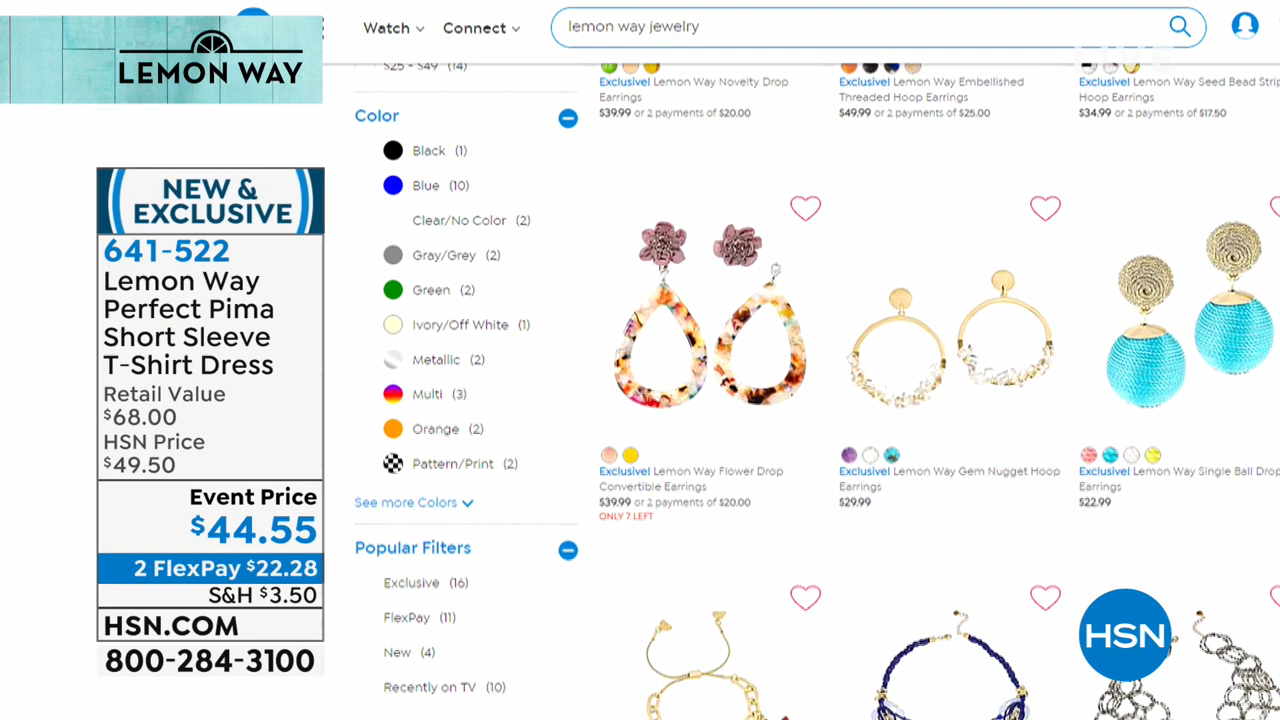 LEMON WAY
Watch
Connect
lemon way jewelry
NEW &
EXCLUSIVE
641-522
Lemon Way
Perfect Pima
Short Sleeve
T-Shirt Dress
Retail Value
$68.00
HSN Price
$49.50
Event Price
$44.55
2 FlexPay $22.28
S&H $3.50
HSN.COM
800-284-3100
$25 - $49 (14)
Color
Black (1)
Blue (10)
Clear/No Color (2)
Gray/Grey (2)
Green (2)
Ivory/Off White (1)
Metallic (2)
Multi (3)
Orange (2)
Pattern/Print (2)
See more Colors
Popular Filters
Exclusive (16)
FlexPay (11)
New (4)
Recently on TV (10)
Exclusive! Lemon Way Novelty Drop
Earrings
$39.99 or 2 payments of $20.00
Exclusive! Lemon Way Embellished
Threaded Hoop Earrings
$49.99 or 2 payments of $25.00
Exclusive! Lemon Way Seed Bead Strip
Hoop Earrings
$34.99 or 2 payments of $17.50
Exclusive! Lemon Way Flower Drop
Convertible Earrings
$39.99 or 2 payments of $20.00
ONLY 7 LEFT
Exclusive! Lemon Way Gem Nugget Hoop
Earrings
$29.99
Exclusive! Lemon Way Single Ball Drop
Earrings
$22.99
HSN